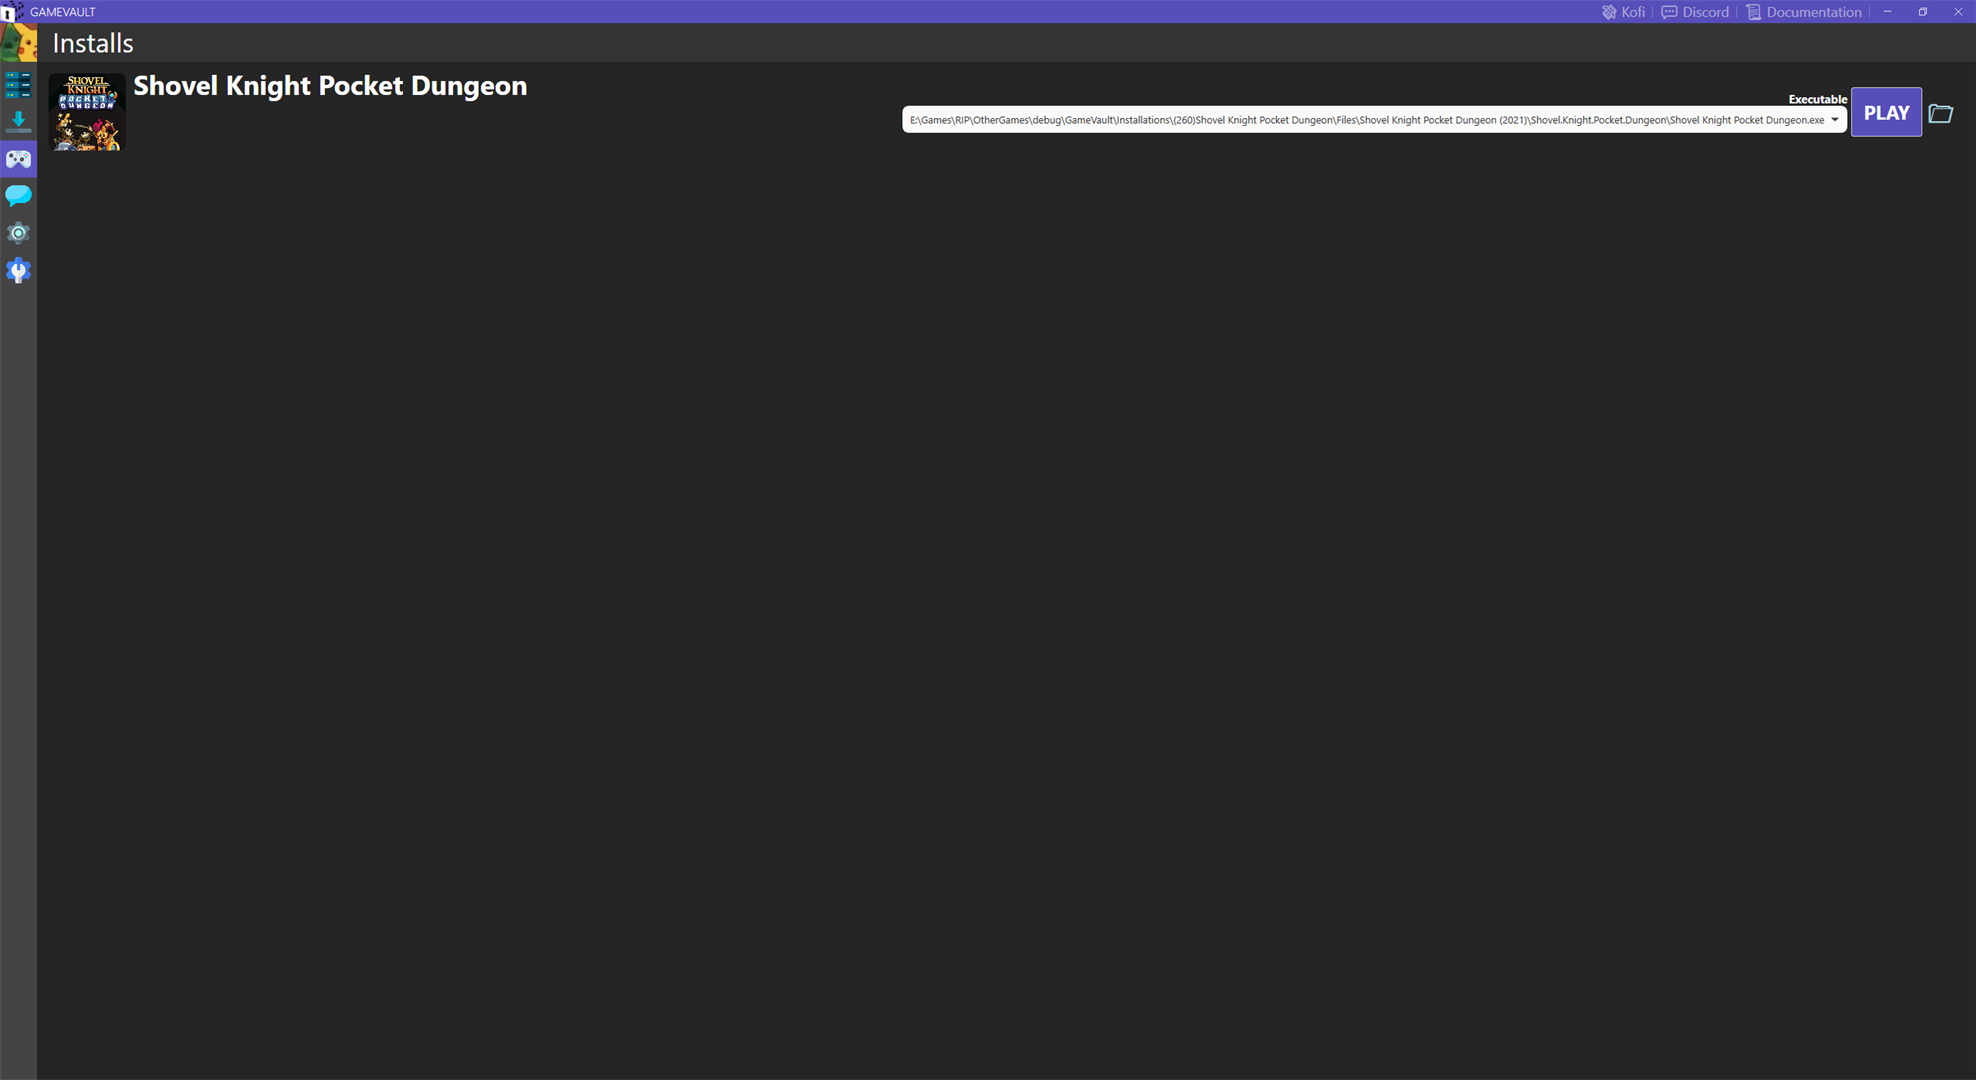 GAMEVAULT
Kofi
Discord
Documentation
Installs
SHOVEL
KNIGHT
POCKET
DUNGEON
Shovel Knight Pocket Dungeon
Executable
E:\Games\RIP\OtherGames\debug\GameVault\Installations\(260)Shovel Knight Pocket Dungeon\Files\Shovel Knight Pocket Dungeon (2021)\Shovel.Knight.Pocket.Dungeon\Shovel Knight Pocket Dungeon.exe
PLAY